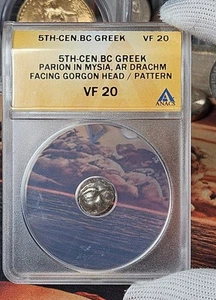 5TH-CEN.BC GREEK VF 20
5TH-CEN.BC GREEK
PARION IN MYSIA, AR DRACHM
FACING GORGON HEAD / PATTERN
VF 20
ANACS